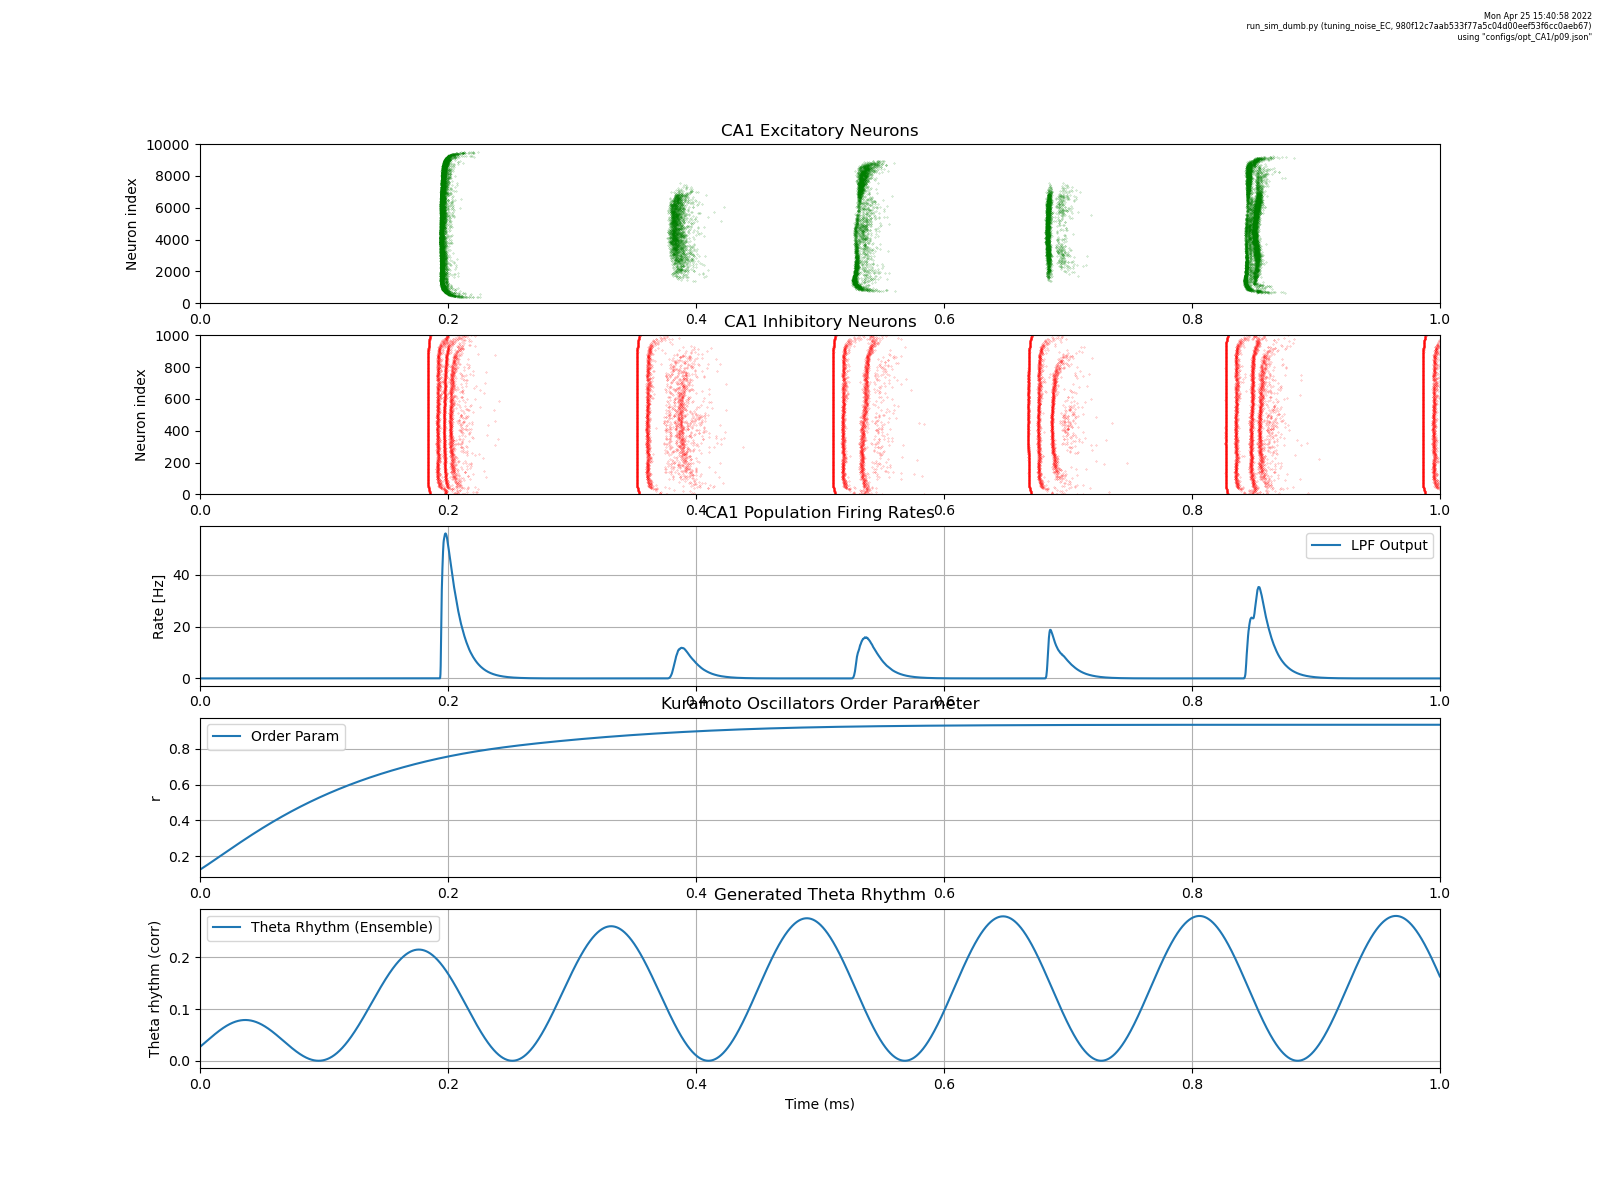 Mon Apr 25 15:40:58 2022
run_sim_dumb.py (tuning_noise_EC, 980f12c7aab533f77a5c04d00eef53f6cc0aeb67)
using "configs/opt_CA1/p09.json"
CA1 Excitatory Neurons
Neuron index
10000
8000
6000
4000
2000
0
0.0 0.2 0.4 0.6 0.8 1.0
CA1 Inhibitory Neurons
Neuron index
1000
800
600
400
200
0
0.0 0.2 0.4 0.6 0.8 1.0
CA1 Population Firing Rates
Rate [Hz]
LPF Output
40
20
0
0.0 0.2 0.4 0.6 0.8 1.0
Kuramoto Oscillators Order Parameter
r
Order Param
0.8
0.6
0.4
0.2
0.0 0.2 0.4 0.6 0.8 1.0
Generated Theta Rhythm
Theta rhythm (corr)
Theta Rhythm (Ensemble)
0.2
0.1
0.0
0.0 0.2 0.4 0.6 0.8 1.0
Time (ms)